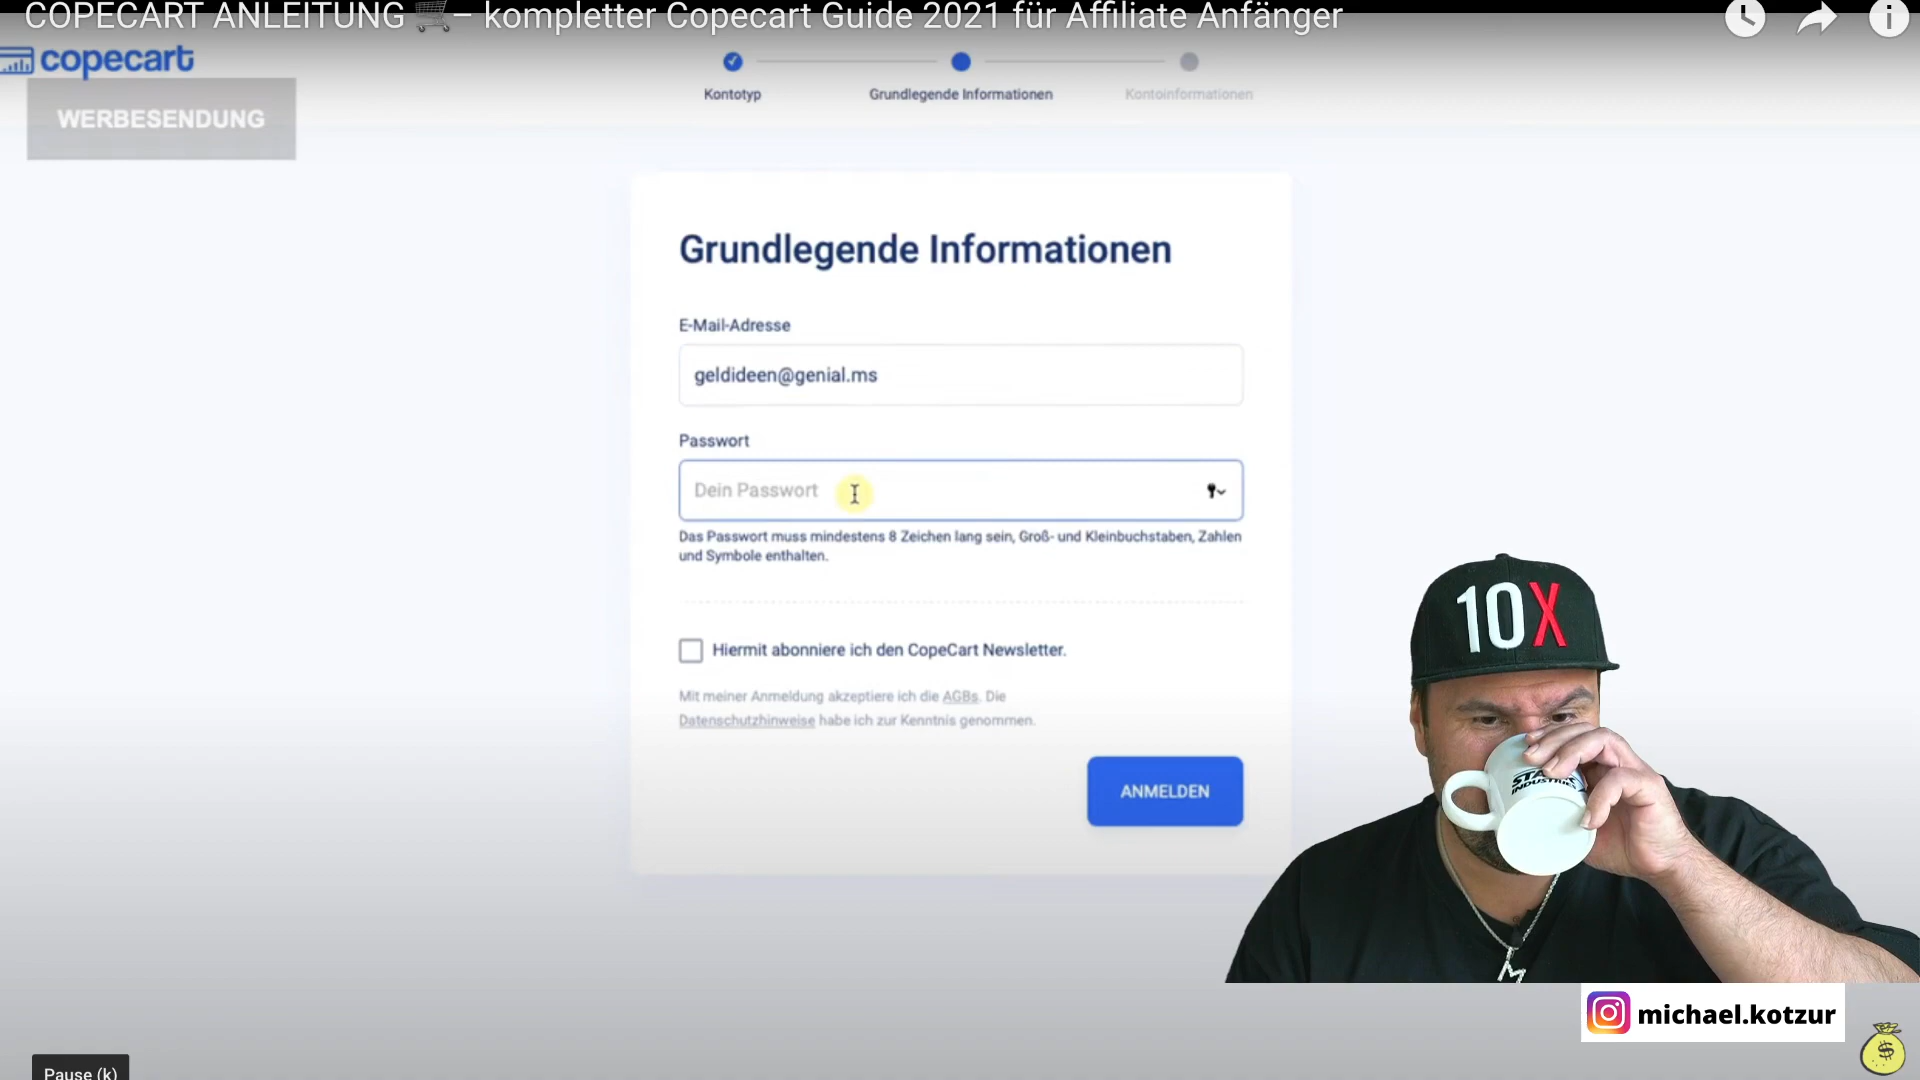 COPECART ANLEITUNG 🛒– kompletter Copecart Guide 2021 für Affiliate Anfänger
copecart
WERBESENDUNG
Kontotyp
Grundlegende Informationen
Kontoinformationen
Grundlegende Informationen
E-Mail-Adresse
geldideen@genial.ms
Passwort
Dein Passwort
Das Passwort muss mindestens 8 Zeichen lang sein, Groß- und Kleinbuchstaben, Zahlen
und Symbole enthalten.
Hiermit abonniere ich den CopeCart Newsletter.
Mit meiner Anmeldung akzeptiere ich die AGBs. Die
Datenschutzhinweise habe ich zur Kenntnis genommen.
ANMELDEN
10X
INDUSTRIES
michael.kotzur
$
Pause (k)